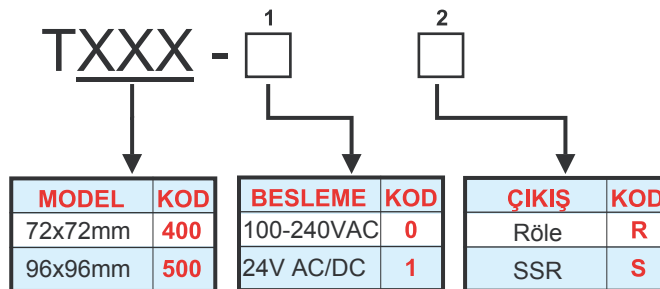 1 2
TXXX -
MODEL KOD
72x72mm 400
96x96mm 500
BESLEME KOD
100-240VAC 0
24V AC/DC 1
ÇIKIŞ KOD
Röle R
SSR S